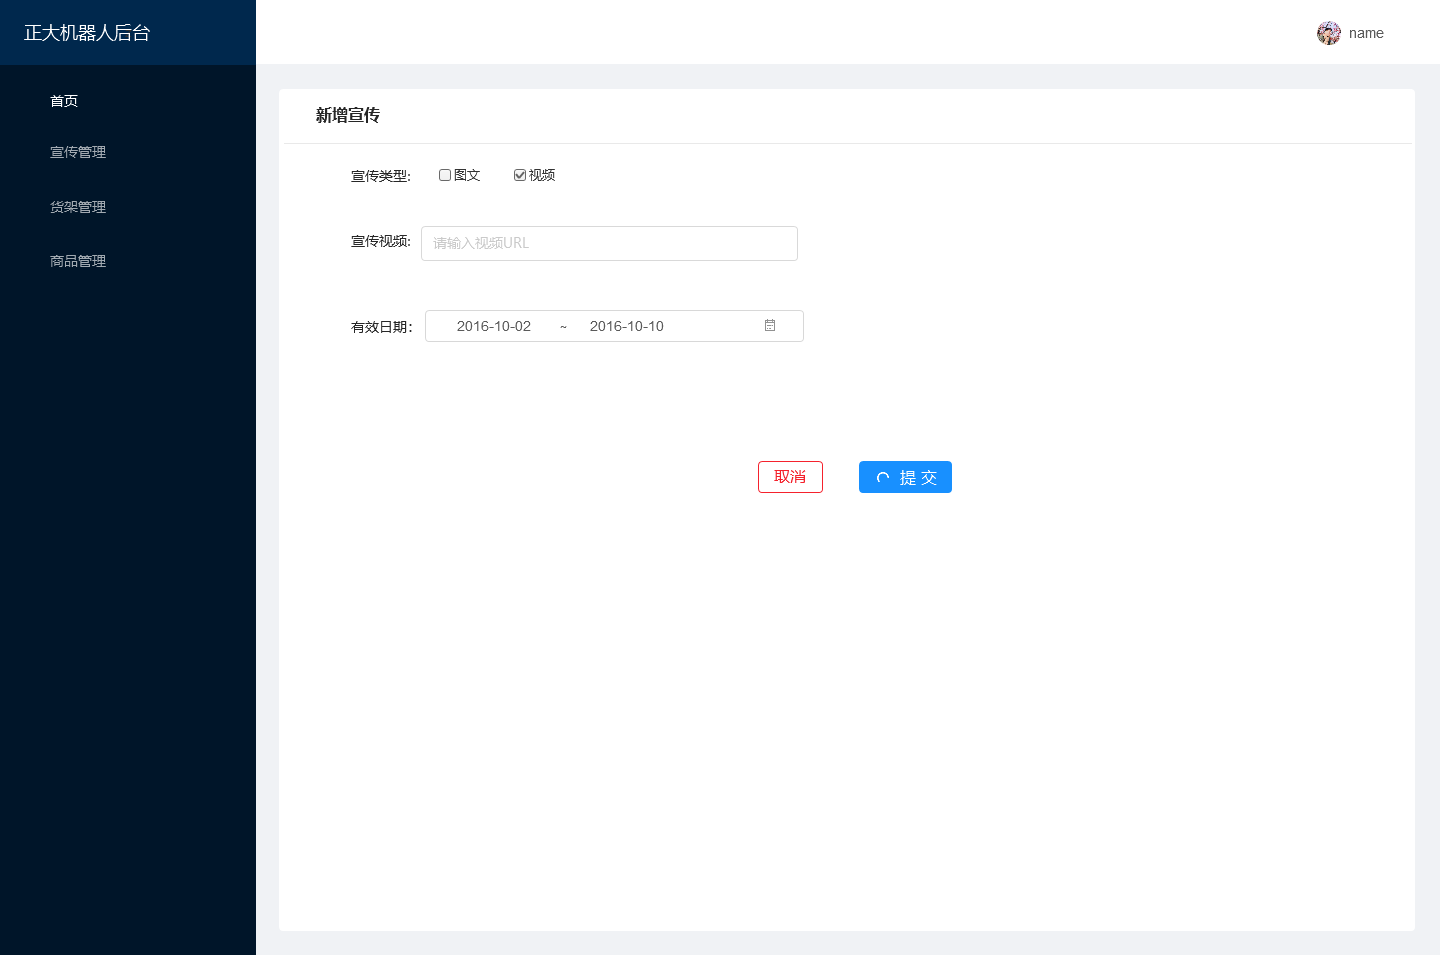 正大机器人后台
name
首页
宣传管理
货架管理
商品管理
新增宣传
宣传类型: 图文 视频
宣传视频: 请输入视频URL
有效日期: 2016-10-02 ~ 2016-10-10
取消 提 交